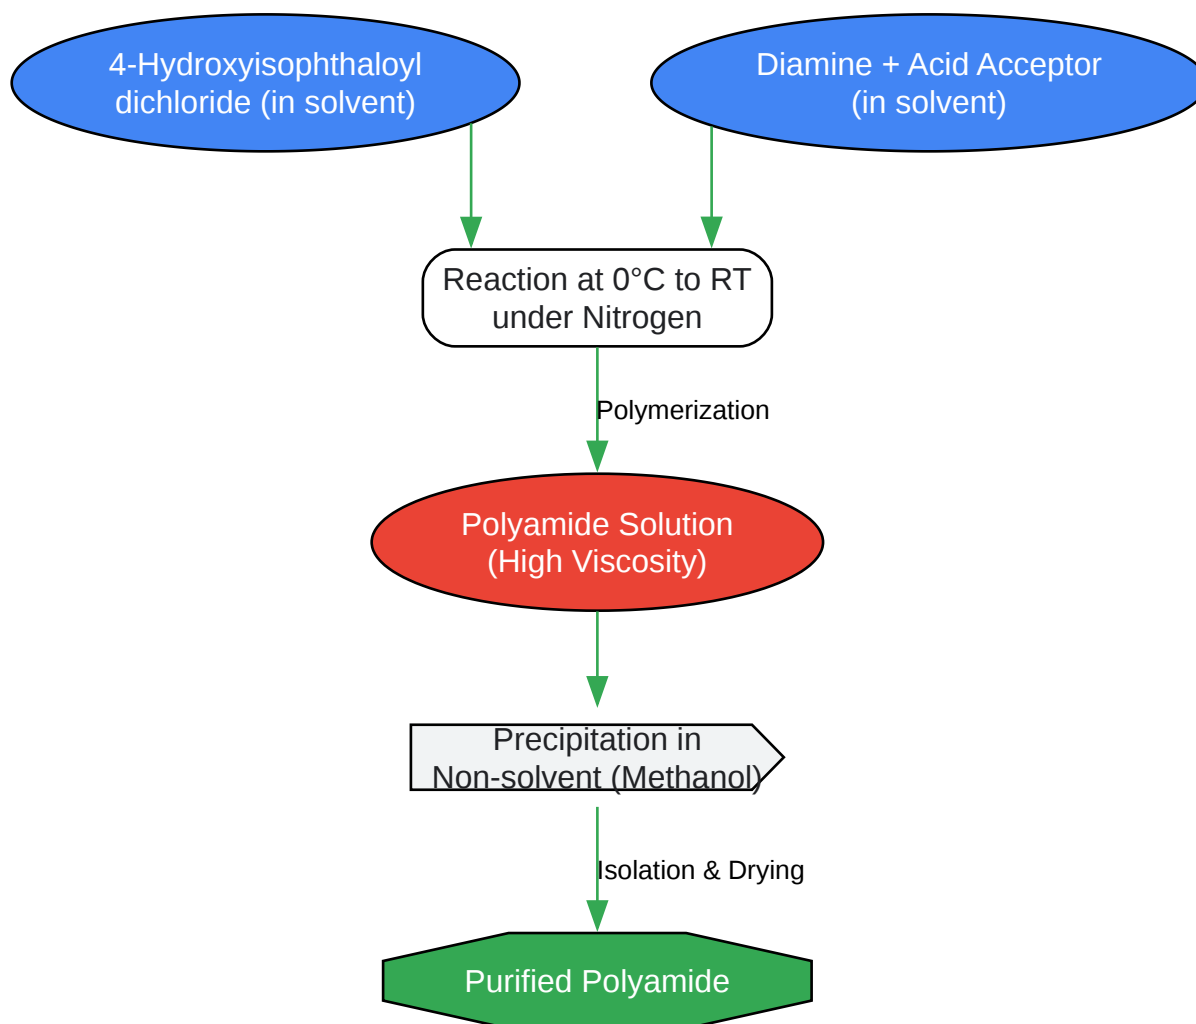 4-Hydroxyisophthaloyl
dichloride (in solvent)
Diamine + Acid Acceptor
(in solvent)
Reaction at 0°C to RT
under Nitrogen
Polymerization
Polyamide Solution
(High Viscosity)
Precipitation in
Non-solvent (Methanol)
Isolation & Drying
Purified Polyamide